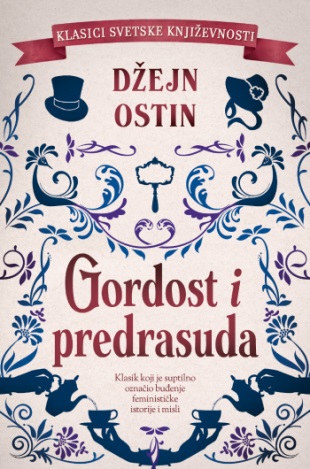 KLASICI SVETSKE KNJIŽEVNOSTI
DŽEJN
OSTIN
Gordost i
predrasuda
Klasik koji je suptilno
označio buđenje
feminističke
istorije i misli